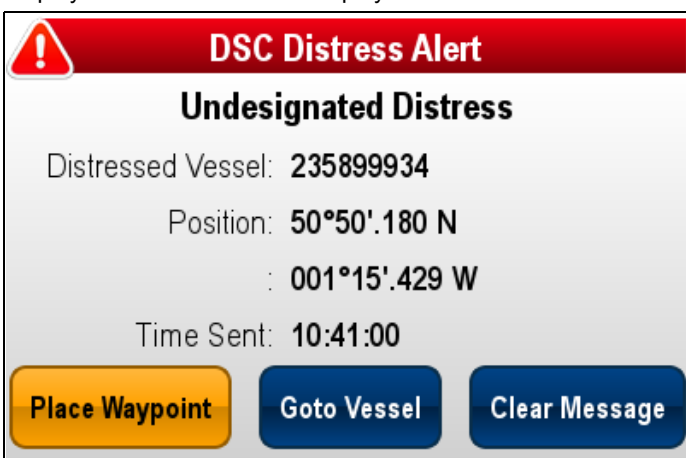 DSC Distress Alert
Undesignated Distress
Distressed Vessel: 235899934
Position: 50°50'.180 N
: 001°15'.429 W
Time Sent: 10:41:00
Place Waypoint Goto Vessel Clear Message